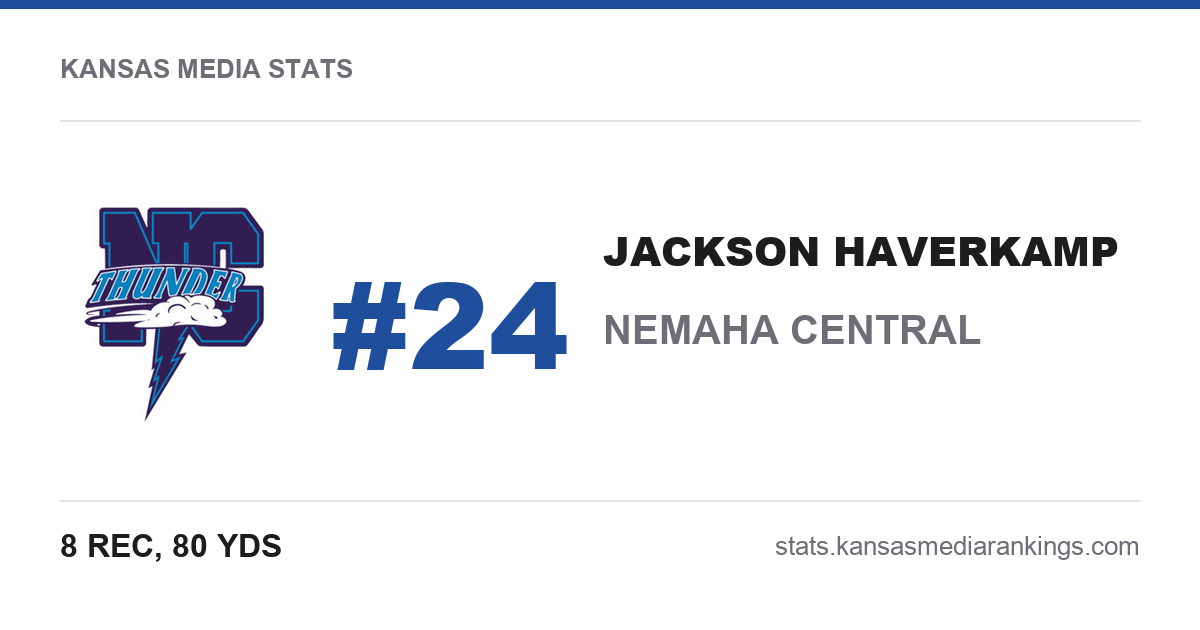 KANSAS MEDIA STATS
NC
THUNDER
#24
JACKSON HAVERKAMP
NEMAHA CENTRAL
8 REC, 80 YDS
stats.kansasmediarankings.com